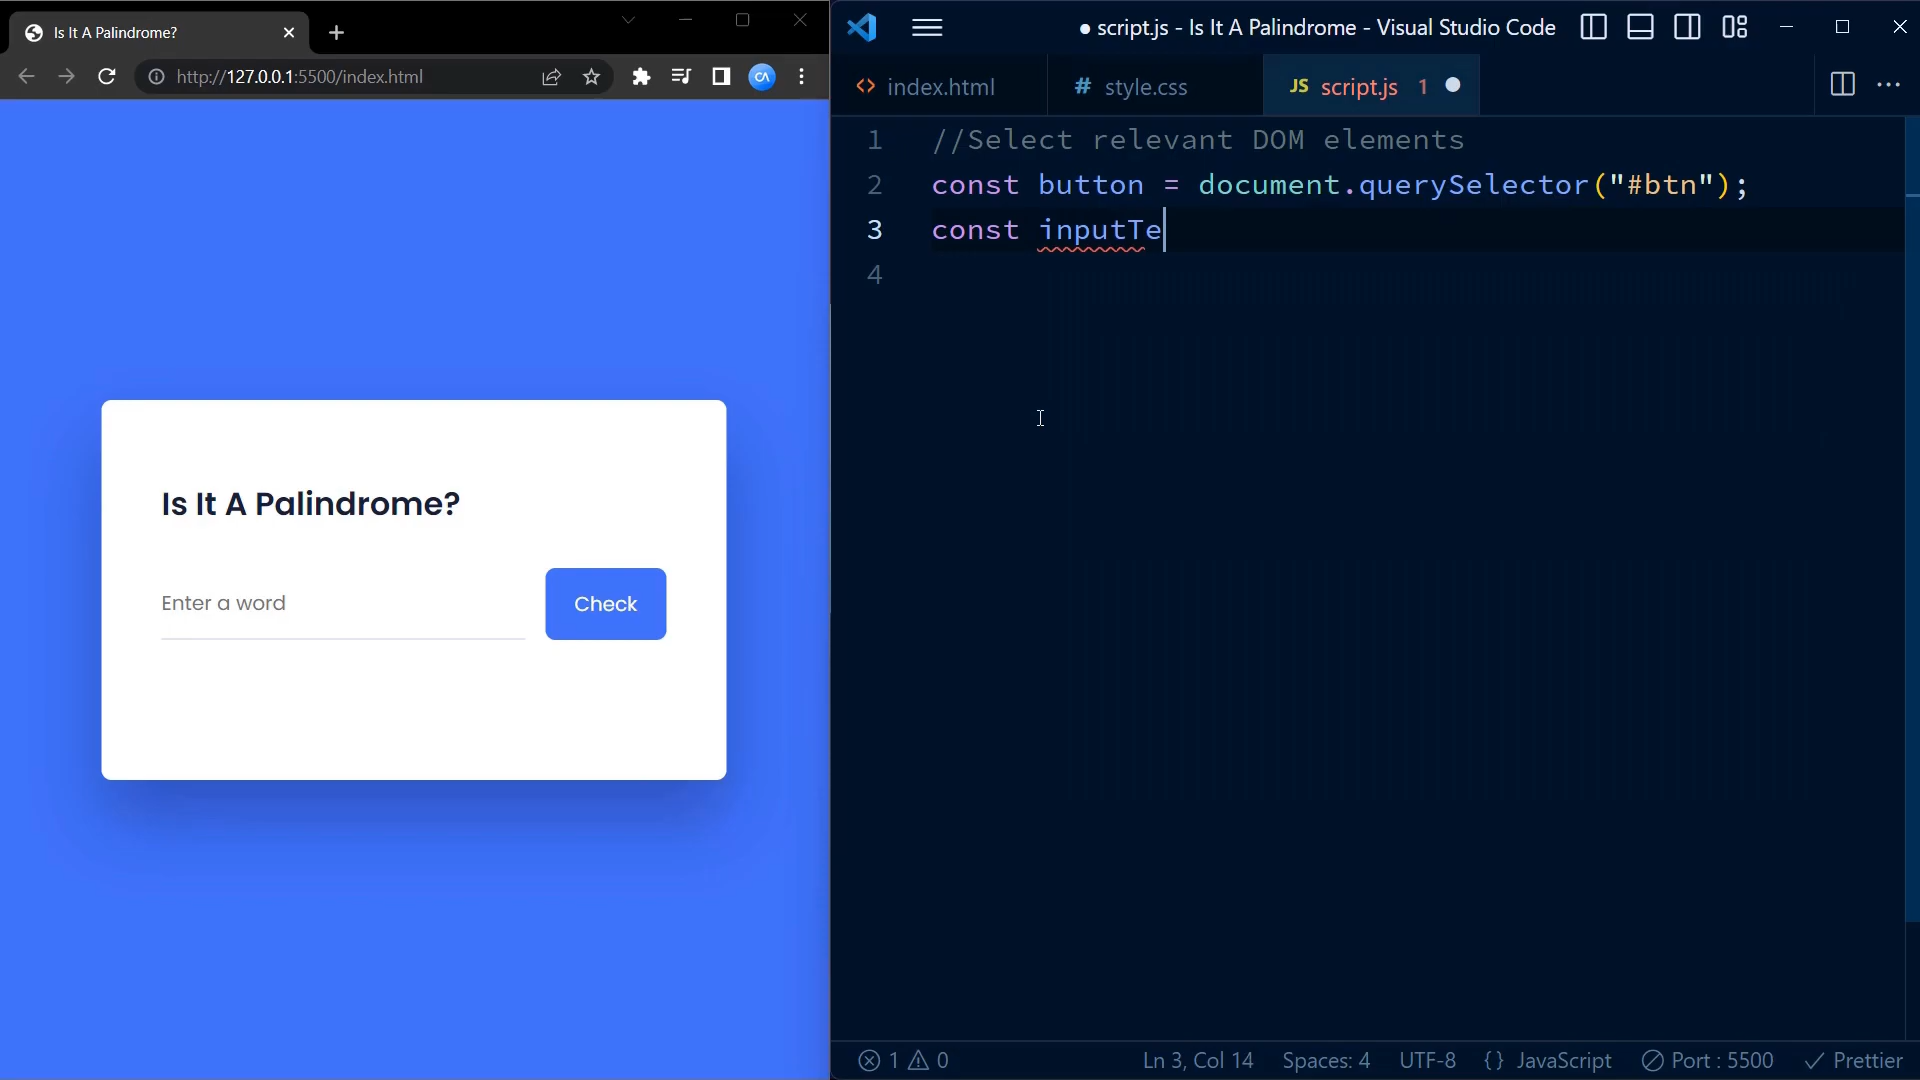 Is It A Palindrome?
http://127.0.0.1:5500/index.html
CA
Is It A Palindrome?
Enter a word
Check
● script.js - Is It A Palindrome - Visual Studio Code
<> index.html
# style.css
JS script.js 1 ●
1 //Select relevant DOM elements
2 const button = document.querySelector("#btn");
3 const inputTe
4
1 0
Ln 3, Col 14
Spaces: 4
UTF-8
{} JavaScript
Port : 5500
Prettier